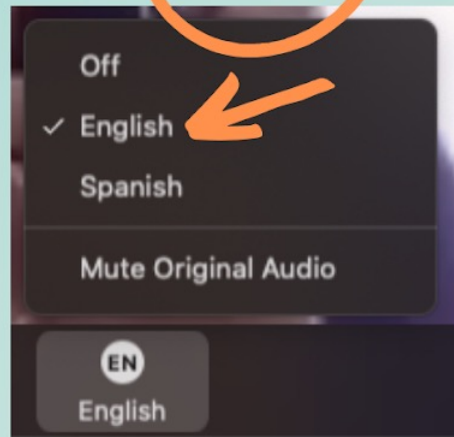 Off
✓ English
Spanish
Mute Original Audio
EN
English